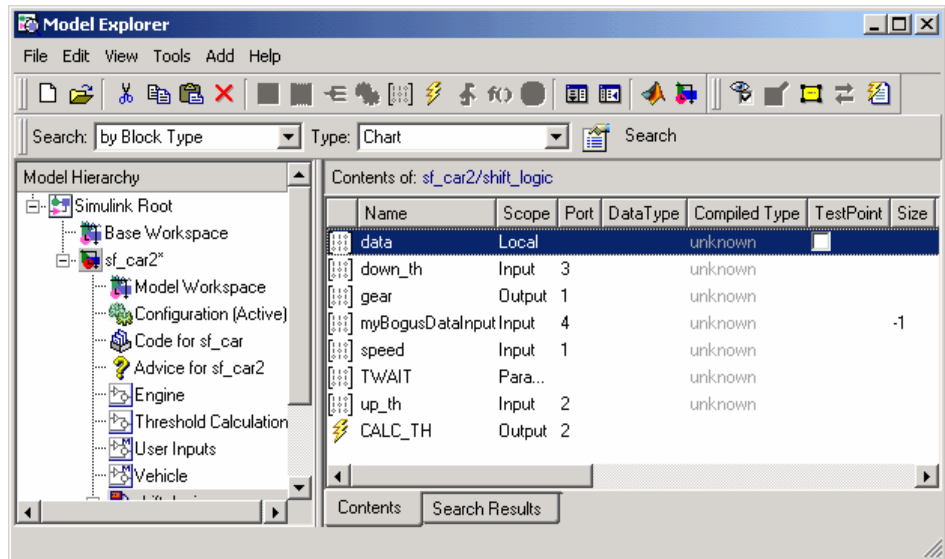 Model Explorer
File Edit View Tools Add Help
Search: by Block Type Type: Chart Search
Model Hierarchy
Simulink Root
Base Workspace
sf_car2*
Model Workspace
Configuration (Active)
Code for sf_car
Advice for sf_car2
Engine
Threshold Calculation
User Inputs
Vehicle
Contents of: sf_car2/shift_logic
Name Scope Port DataType Compiled Type TestPoint Size
data Local unknown
down_th Input 3 unknown
gear Output 1 unknown
myBogusDataInput Input 4 unknown -1
speed Input 1 unknown
TWAIT Para... unknown
up_th Input 2 unknown
CALC_TH Output 2
Contents Search Results